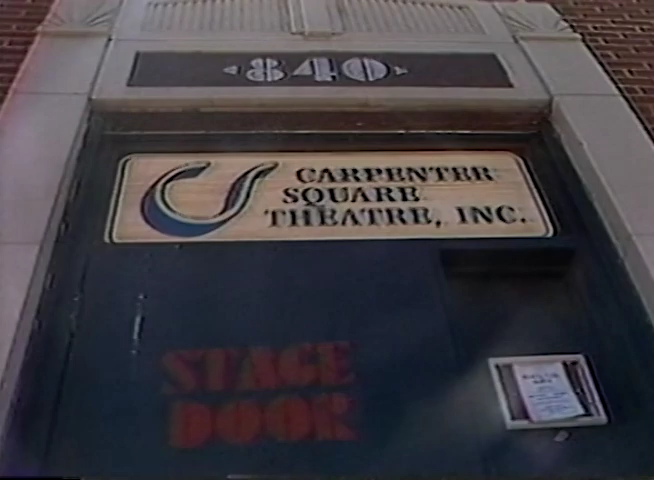 840
CARPENTER
SQUARE
THEATRE, INC.
STAGE
DOOR